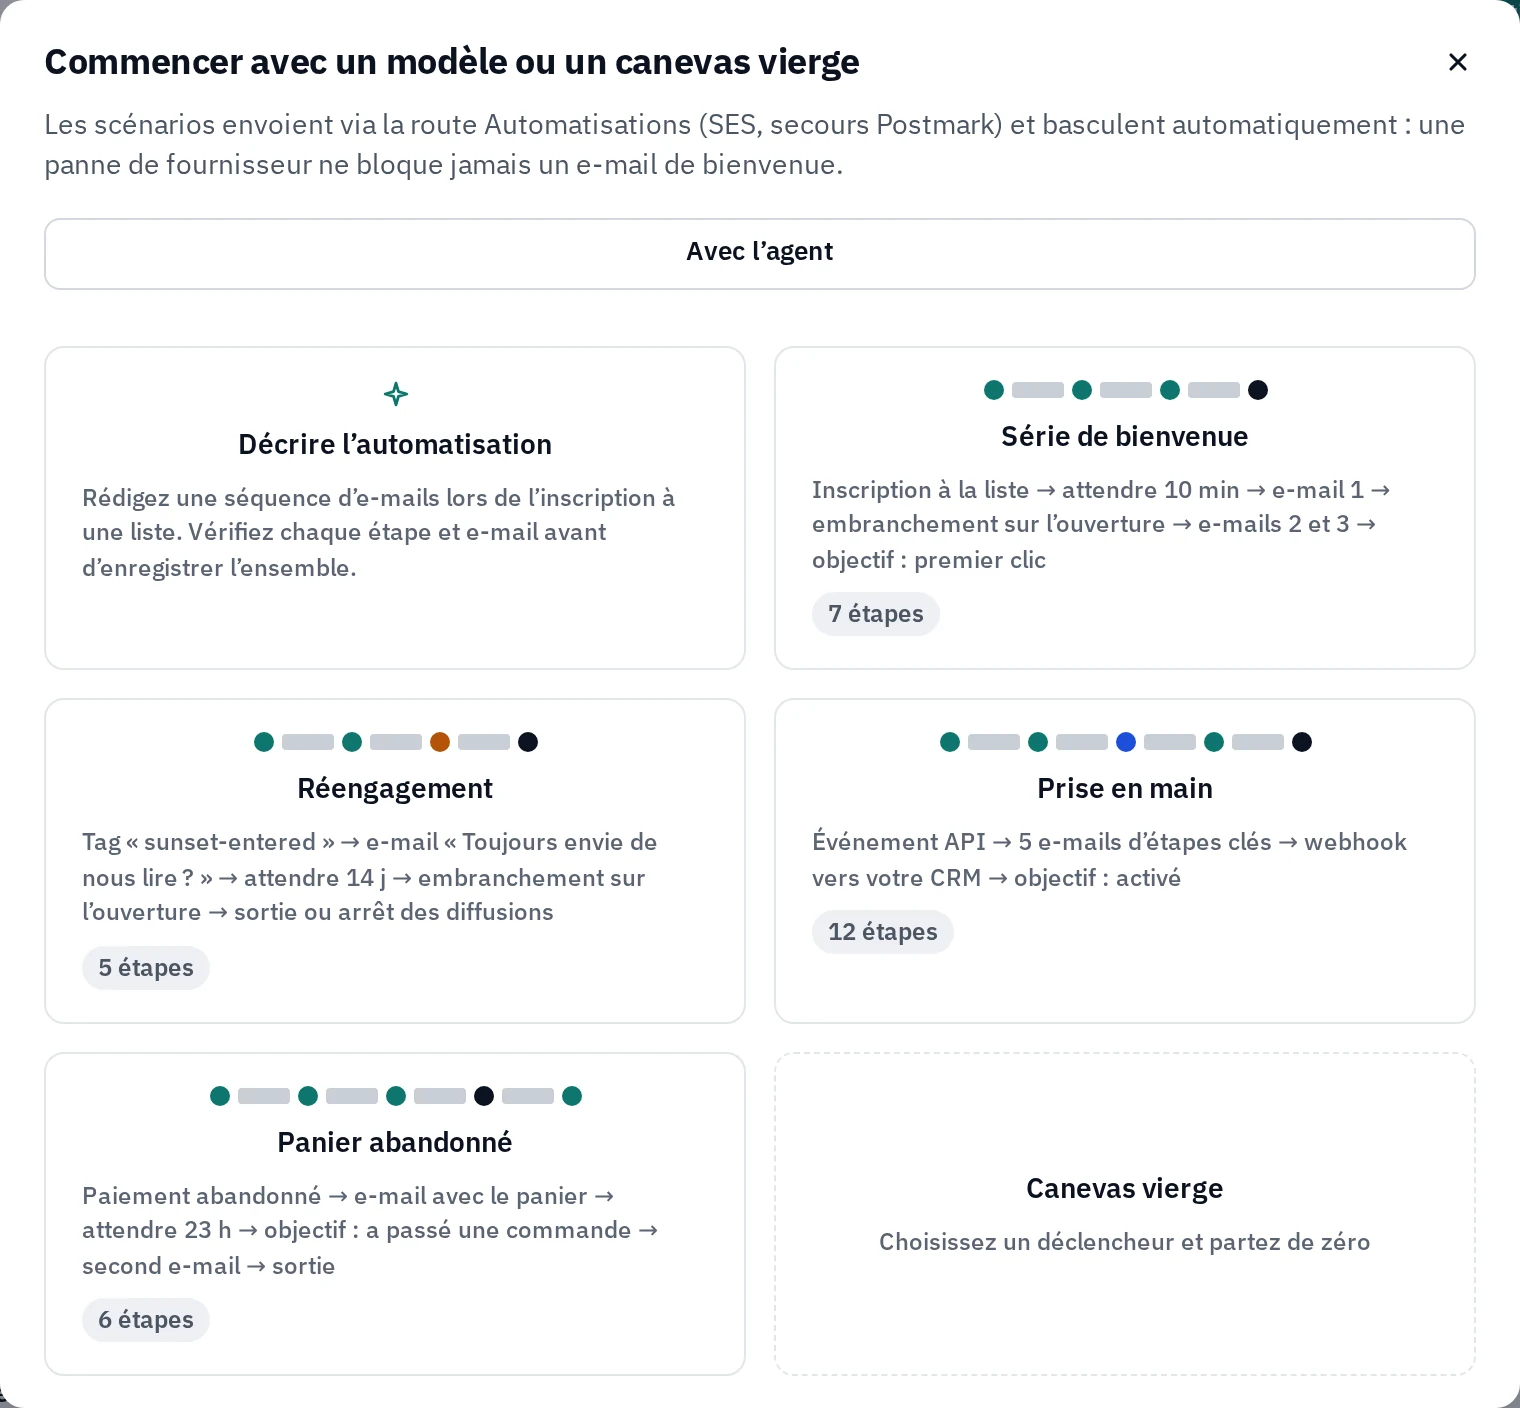 Commencer avec un modèle ou un canevas vierge
Les scénarios envoient via la route Automatisations (SES, secours Postmark) et basculent automatiquement : une
panne de fournisseur ne bloque jamais un e-mail de bienvenue.
Avec l’agent
Décrire l’automatisation
Rédigez une séquence d’e-mails lors de l’inscription à
une liste. Vérifiez chaque étape et e-mail avant
d’enregistrer l’ensemble.
Série de bienvenue
Inscription à la liste → attendre 10 min → e-mail 1 →
embranchement sur l’ouverture → e-mails 2 et 3 →
objectif : premier clic
7 étapes
Réengagement
Tag « sunset-entered » → e-mail « Toujours envie de
nous lire ? » → attendre 14 j → embranchement sur
l’ouverture → sortie ou arrêt des diffusions
5 étapes
Prise en main
Événement API → 5 e-mails d’étapes clés → webhook
vers votre CRM → objectif : activé
12 étapes
Panier abandonné
Paiement abandonné → e-mail avec le panier →
attendre 23 h → objectif : a passé une commande →
second e-mail → sortie
6 étapes
Canevas vierge
Choisissez un déclencheur et partez de zéro